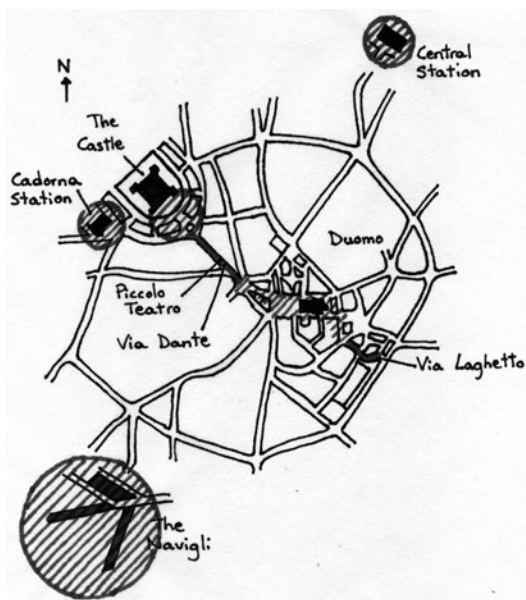 Central
Station
N
The
Castle
Cadorna
Station
Duomo
Piccolo
Teatro
Via Dante
Via Laghetto
The
Navigli